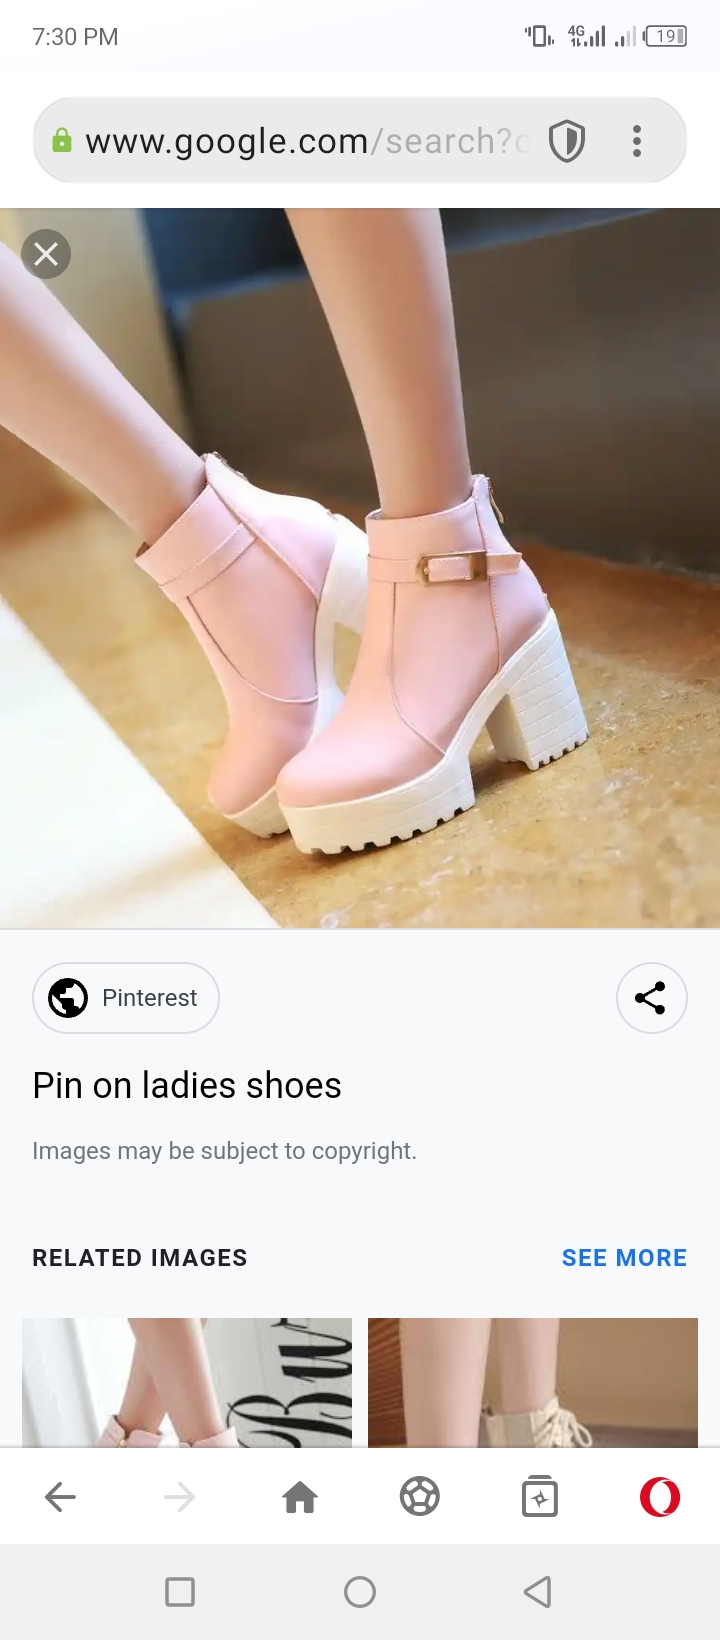 7:30 PM
4G
19
www.google.com/search?
Pinterest
Pin on ladies shoes
Images may be subject to copyright.
RELATED IMAGES
SEE MORE